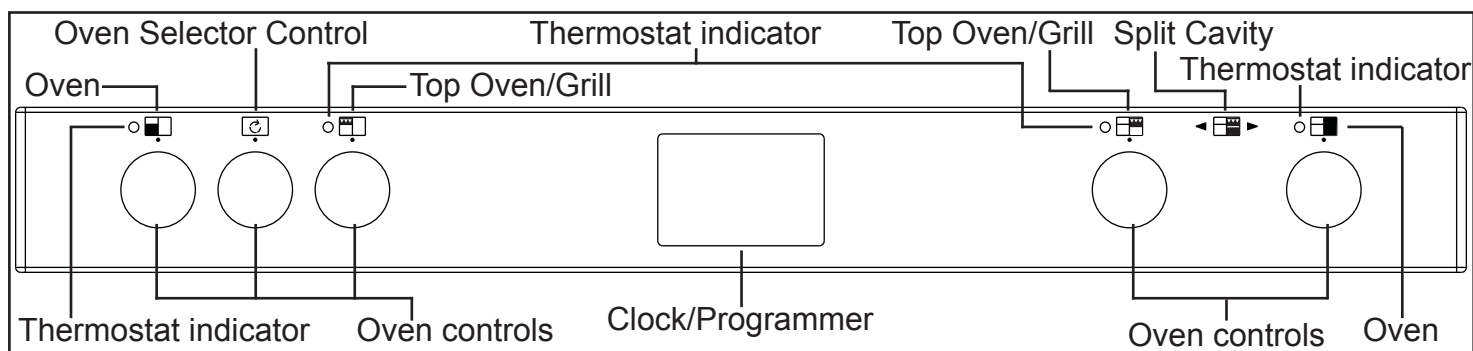 Oven Selector Control
Thermostat indicator
Top Oven/Grill
Split Cavity
Oven
Top Oven/Grill
Thermostat indicator
Thermostat indicator
Oven controls
Clock/Programmer
Oven controls
Oven